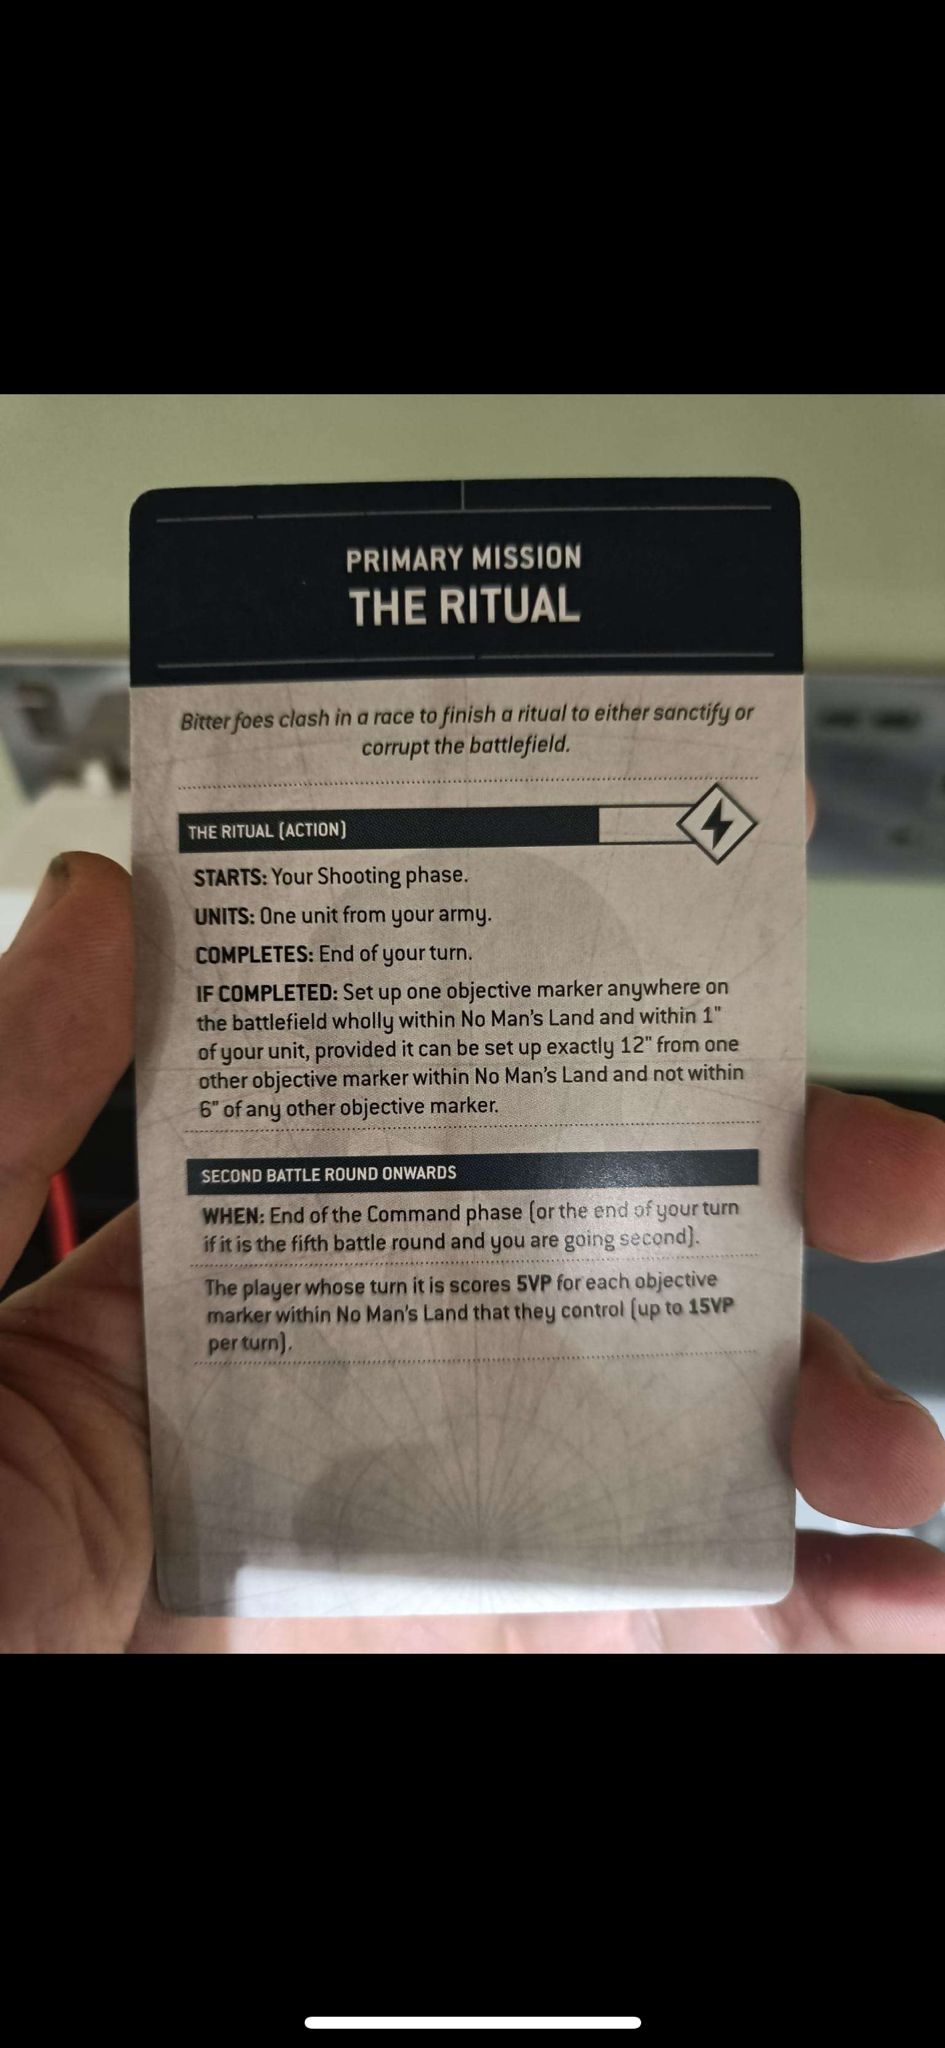 PRIMARY MISSION
THE RITUAL
Bitter foes clash in a race to finish a ritual to either sanctify or
corrupt the battlefield.
THE RITUAL (ACTION)
STARTS: Your Shooting phase.
UNITS: One unit from your army.
COMPLETES: End of your turn.
IF COMPLETED: Set up one objective marker anywhere on
the battlefield wholly within No Man's Land and within 1"
of your unit, provided it can be set up exactly 12" from one
other objective marker within No Man's Land and not within
6" of any other objective marker.
SECOND BATTLE ROUND ONWARDS
WHEN: End of the Command phase (or the end of your turn
if it is the fifth battle round and you are going second).
The player whose turn it is scores 5VP for each objective
marker within No Man's Land that they control (up to 15VP
per turn).